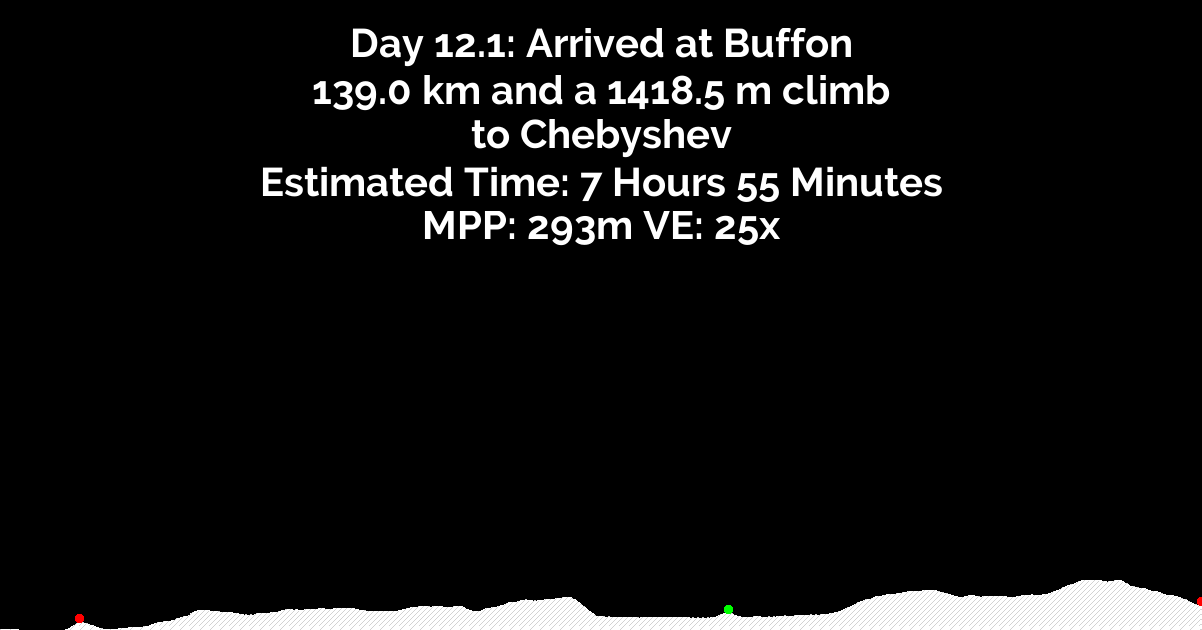 Day 12.1: Arrived at Buffon
139.0 km and a 1418.5 m climb
to Chebyshev
Estimated Time: 7 Hours 55 Minutes
MPP: 293m VE: 25x